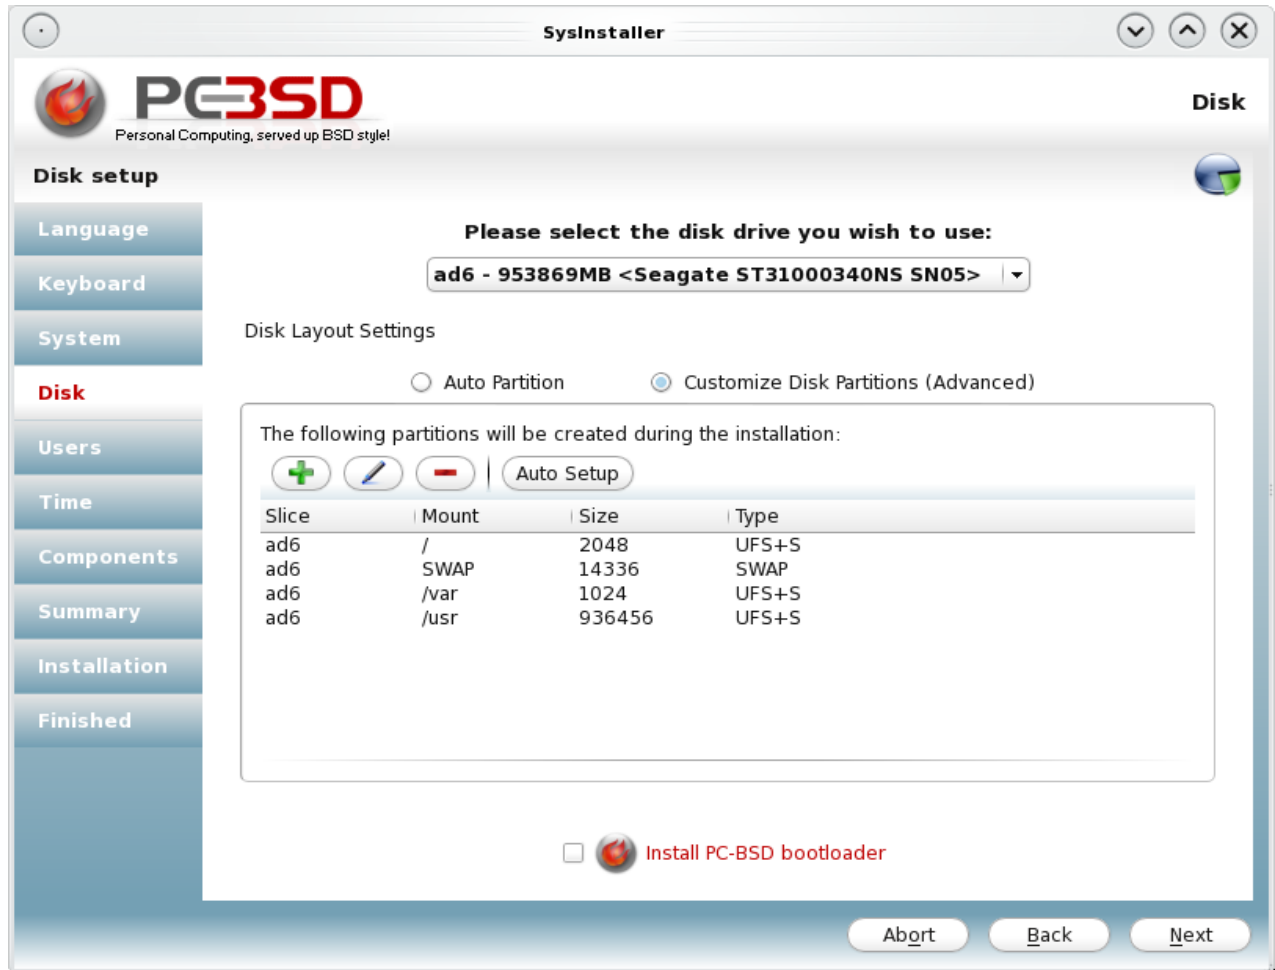 SysInstaller
PC-BSD
Personal Computing, served up BSD style!
Disk
Disk setup
Language
Keyboard
System
Disk
Users
Time
Components
Summary
Installation
Finished
Please select the disk drive you wish to use:
ad6 - 953869MB <Seagate ST31000340NS SN05>
Disk Layout Settings
Auto Partition Customize Disk Partitions (Advanced)
The following partitions will be created during the installation:
Auto Setup
Slice Mount Size Type
ad6 / 2048 UFS+S
ad6 SWAP 14336 SWAP
ad6 /var 1024 UFS+S
ad6 /usr 936456 UFS+S
Install PC-BSD bootloader
Abort Back Next